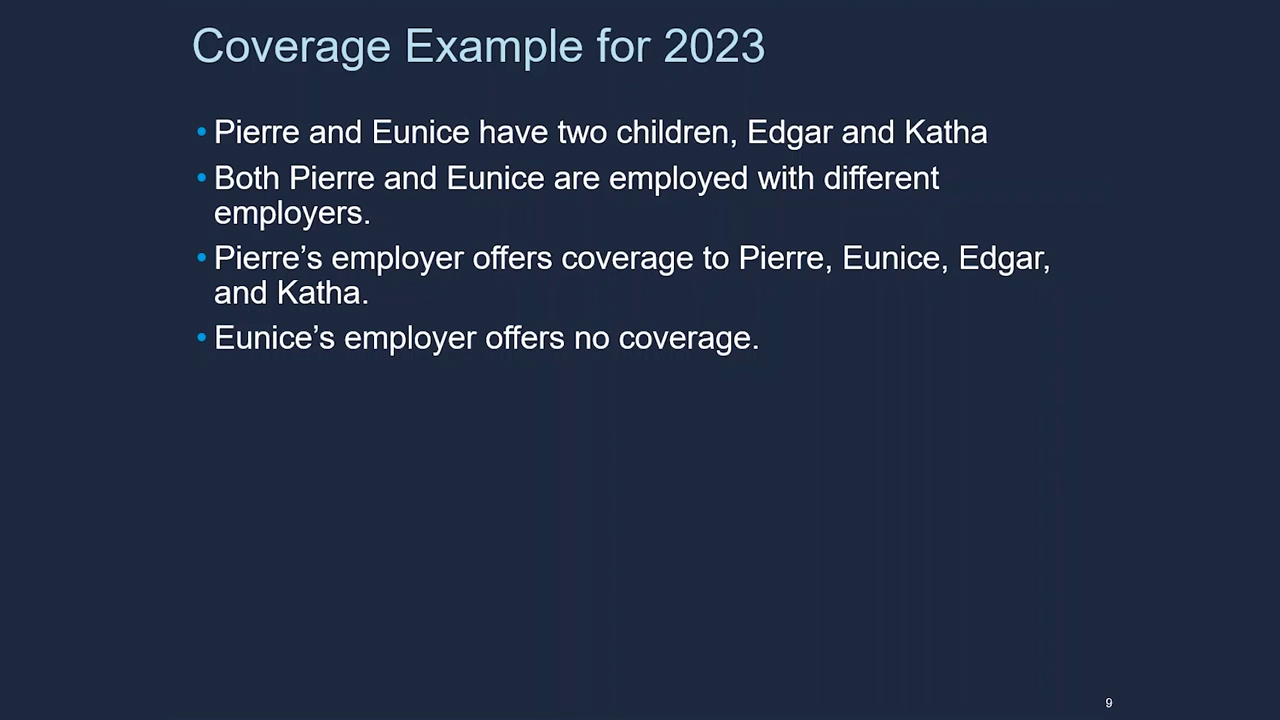 Coverage Example for 2023
• Pierre and Eunice have two children, Edgar and Katha
• Both Pierre and Eunice are employed with different
employers.
• Pierre’s employer offers coverage to Pierre, Eunice, Edgar,
and Katha.
• Eunice’s employer offers no coverage.
9